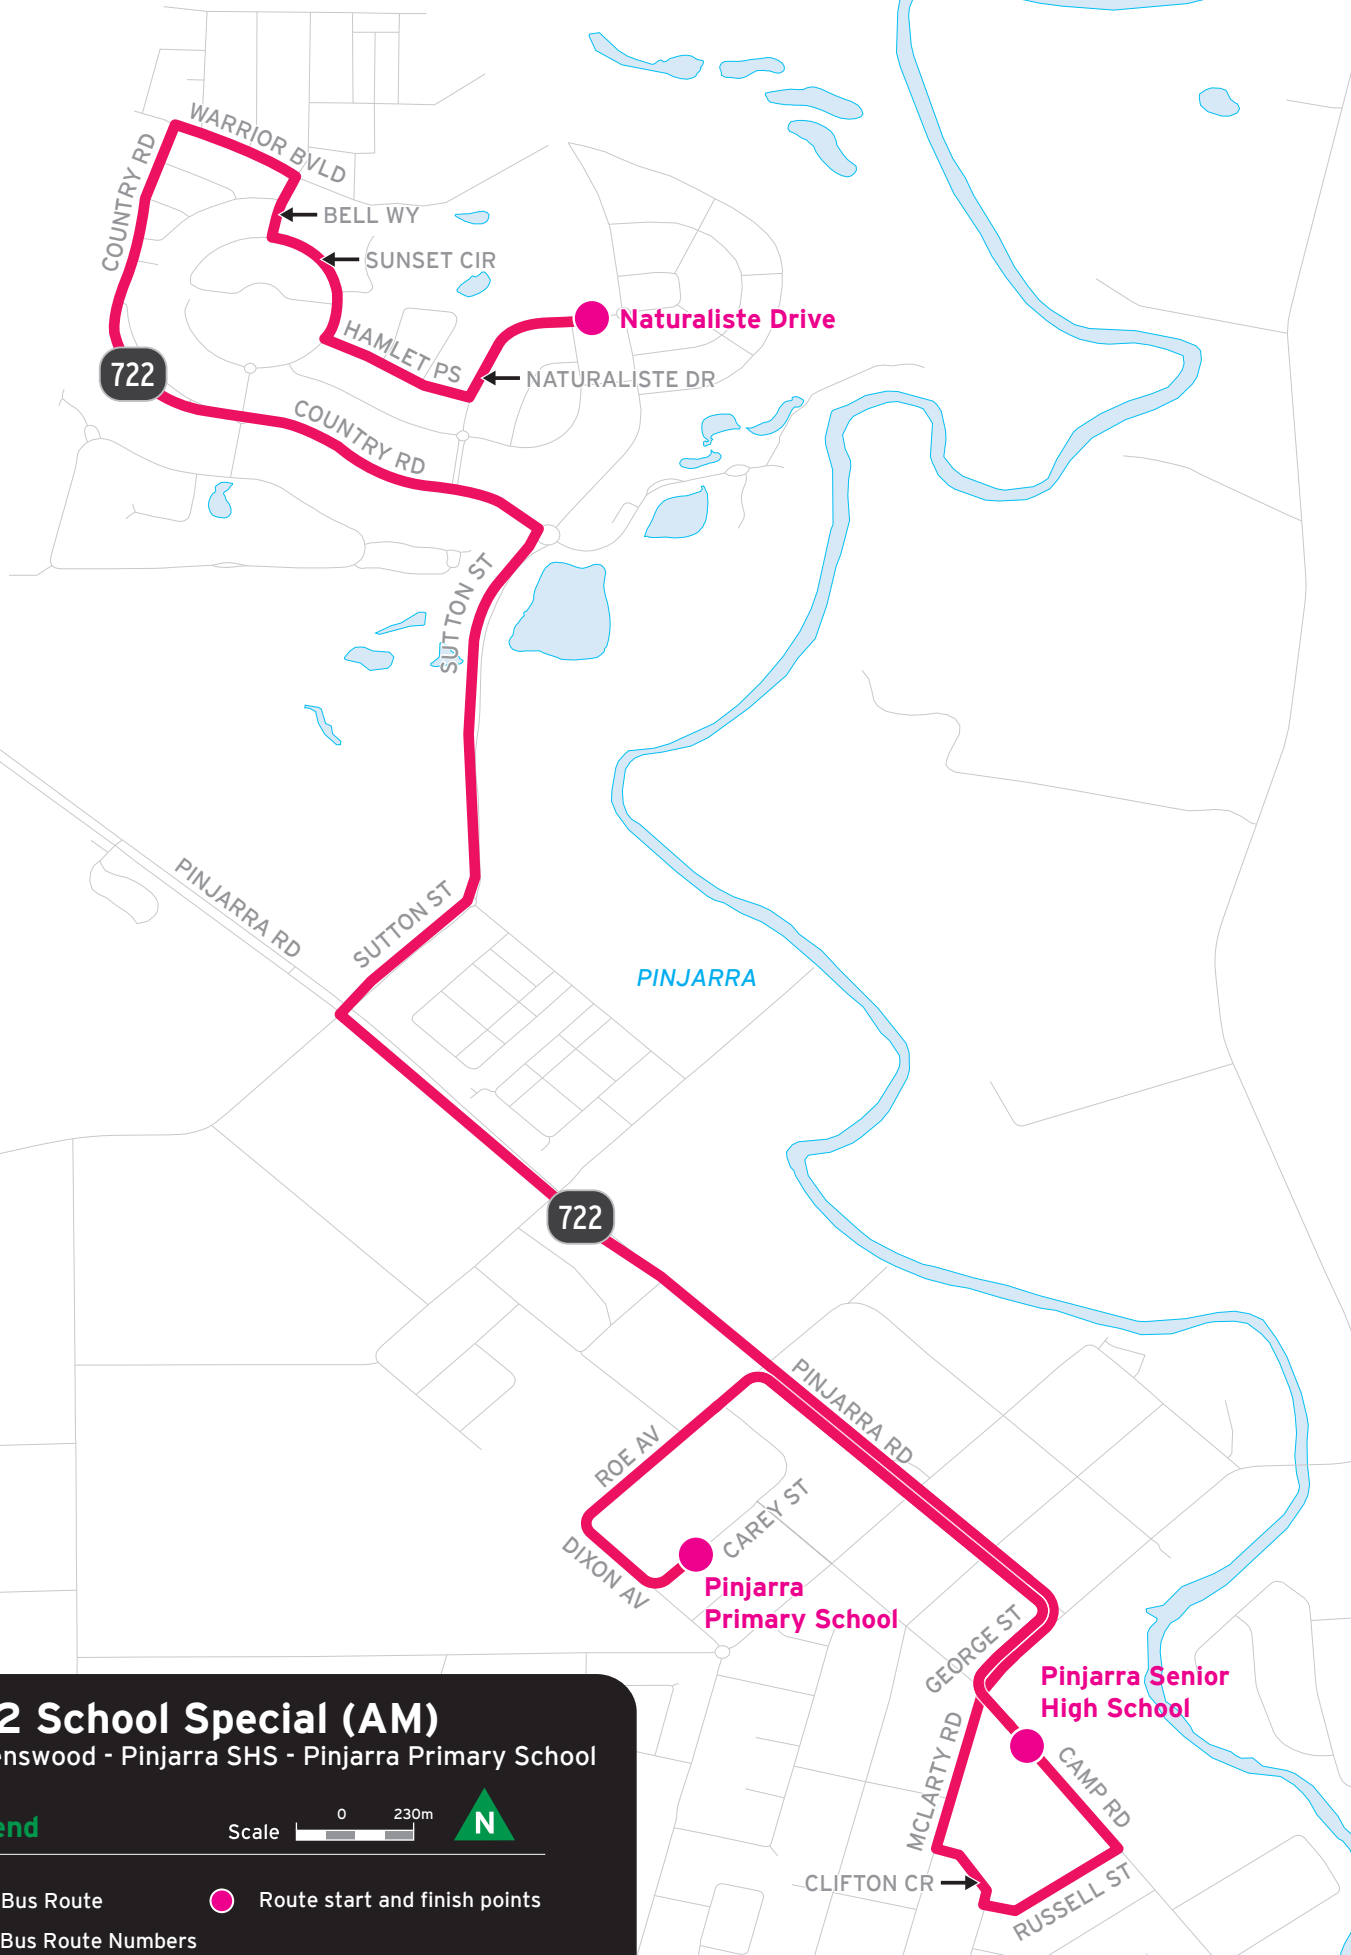 WARRIOR BVLD
COUNTRY RD
BELL WY
SUNSET CIR
Naturaliste Drive
HAMLET PS
NATURALISTE DR
722
COUNTRY RD
SUTTON ST
PINJARRA RD
SUTTON ST
PINJARRA
722
PINJARRA RD
ROE AV
CAREY ST
DIXON AV
Pinjarra
Primary School
GEORGE ST
Pinjarra Senior
High School
MCLARTY RD
CAMP RD
CLIFTON CR
RUSSELL ST
2 School Special (AM)
enswood - Pinjarra SHS - Pinjarra Primary School
end
Scale 0 230m N
Bus Route
Route start and finish points
Bus Route Numbers